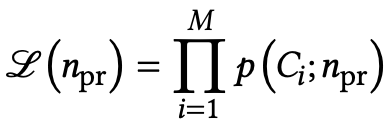 ℒ(n_pr) = ∏_{i=1}^{M} p(C_i; n_pr)